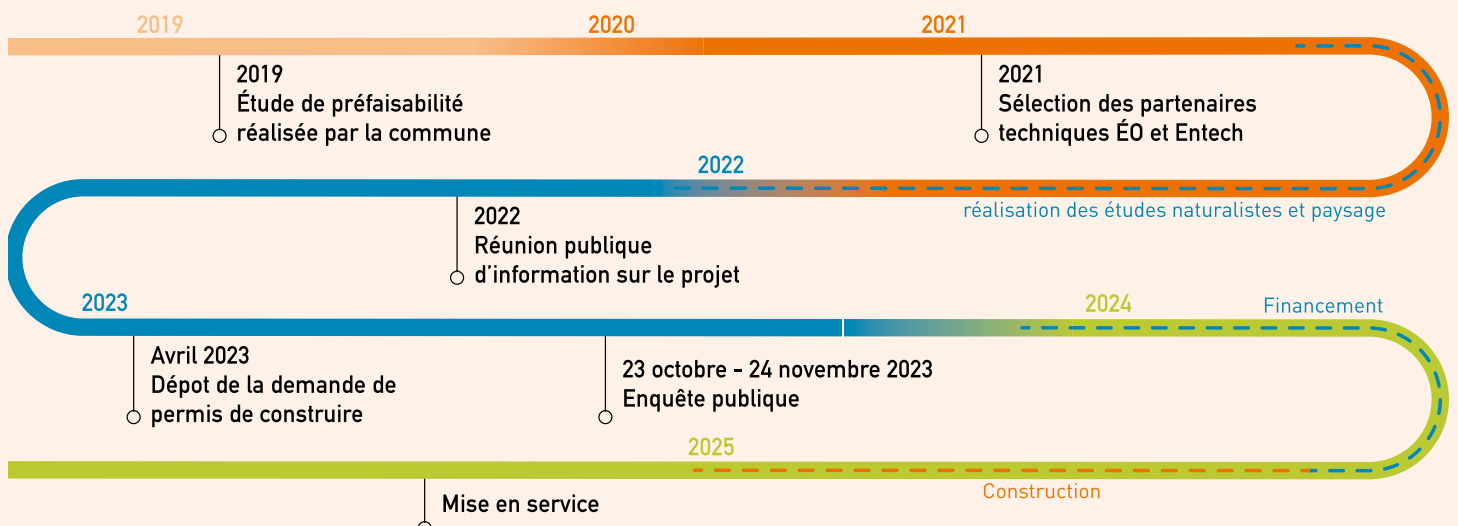 2019
2020
2021
2019
Étude de préfaisabilité
réalisée par la commune
2021
Sélection des partenaires
techniques ÉO et Entech
2022
réalisation des études naturalistes et paysage
2022
Réunion publique
d'information sur le projet
2023
2024
Financement
Avril 2023
Dépot de la demande de
permis de construire
23 octobre - 24 novembre 2023
Enquête publique
2025
Construction
Mise en service